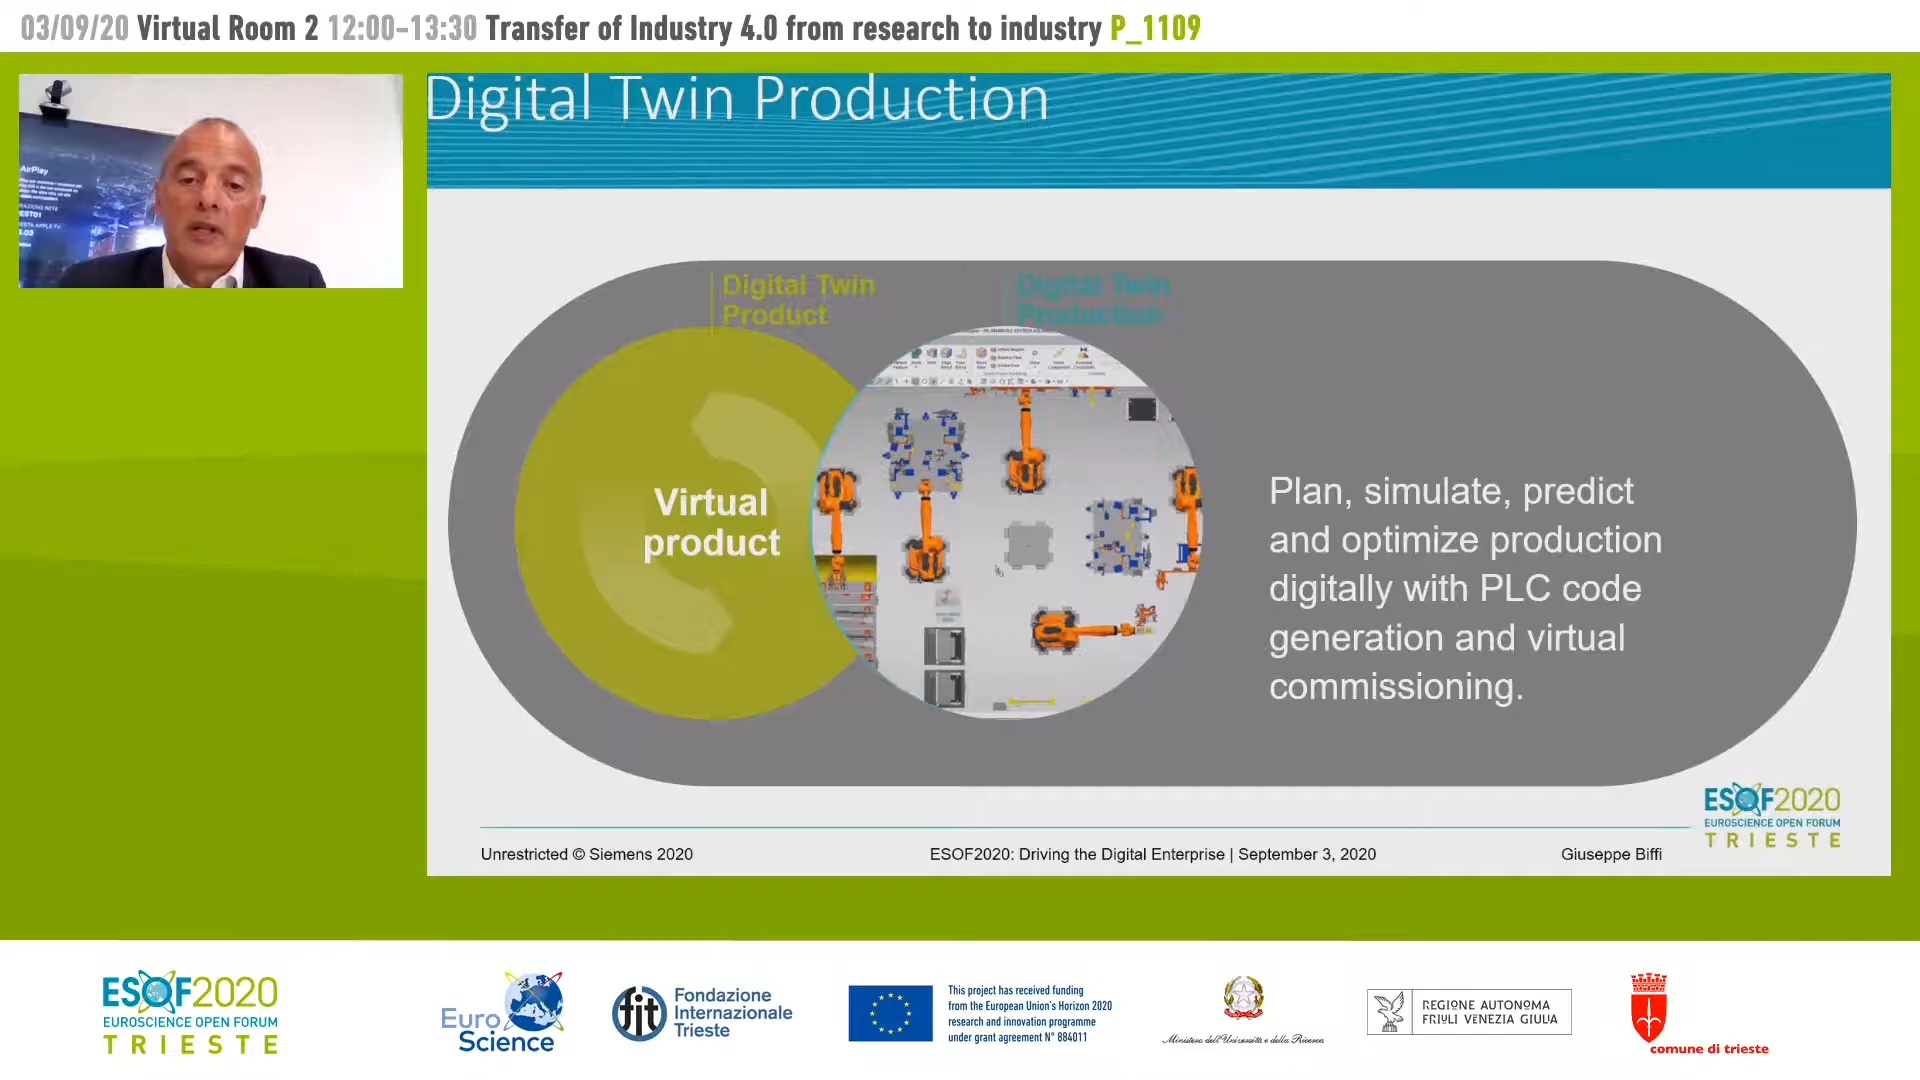 03/09/20 Virtual Room 2 12:00-13:30 Transfer of Industry 4.0 from research to industry P_1109
AirPlay
Digital Twin Production
Digital Twin
Product
Digital Twin
Production
Virtual
product
Plan, simulate, predict
and optimize production
digitally with PLC code
generation and virtual
commissioning.
ESOF2020
EUROSCIENCE OPEN FORUM
TRIESTE
Unrestricted © Siemens 2020
ESOF2020: Driving the Digital Enterprise | September 3, 2020
Giuseppe Biffi
ESOF2020
EUROSCIENCE OPEN FORUM
TRIESTE
Euro
Science
fit
Fondazione
Internazionale
Trieste
This project has received funding
from the European Union's Horizon 2020
research and innovation programme
under grant agreement N° 884011
Ministero dell'Università e della Ricerca
REGIONE AUTONOMA
FRIULI VENEZIA GIULIA
comune di trieste